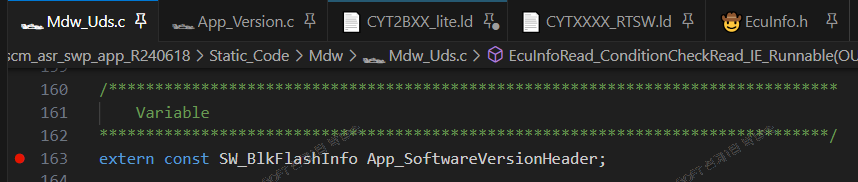 Mdw_Uds.c App_Version.c CYT2BXX_lite.ld CYTXXXX_RTSW.ld EcuInfo.h
scm_asr_swp_app_R240618 > Static_Code > Mdw > Mdw_Uds.c > EcuInfoRead_ConditionCheckRead_IE_Runnable(OU
160 /*******************************************************************************
161 Variable
162 *******************************************************************************/
163 extern const SW_BlkFlashInfo App_SoftwareVersionHeader;
164